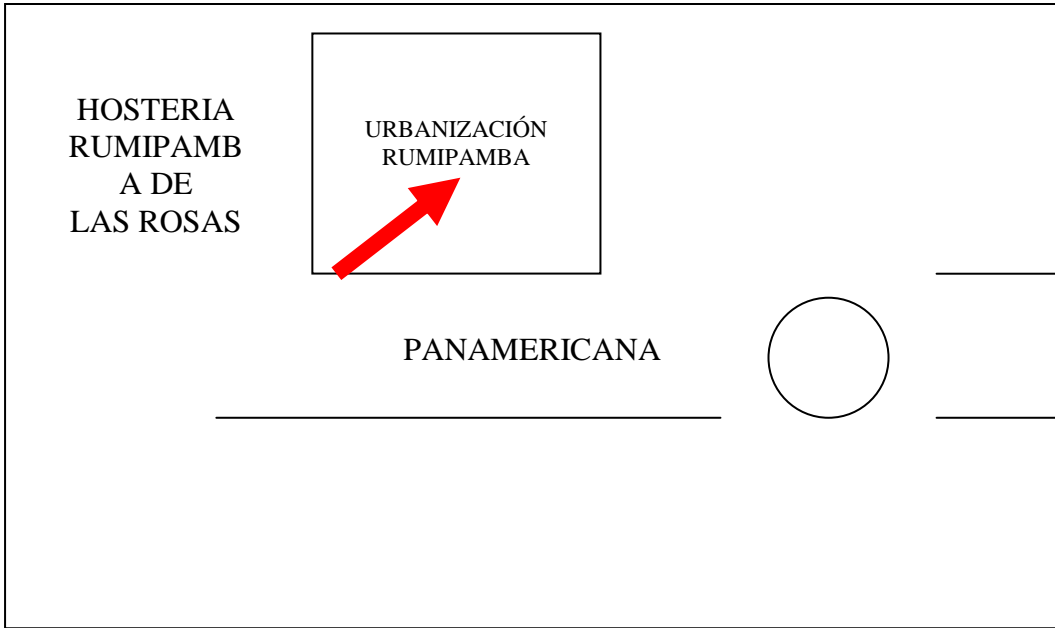 HOSTERIA
RUMIPAMB
A DE
LAS ROSAS
URBANIZACIÓN
RUMIPAMBA
PANAMERICANA